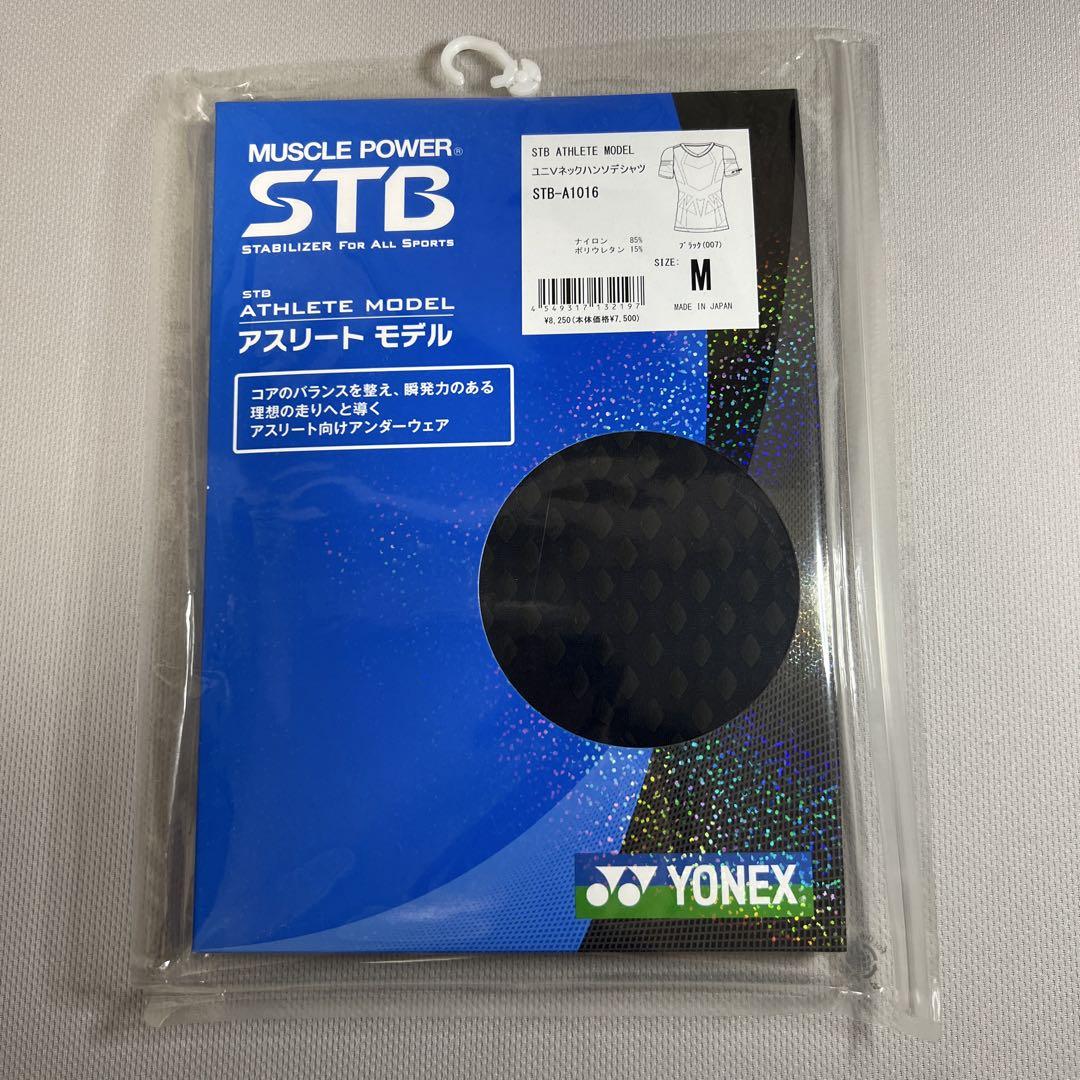 MUSCLE POWER®
STB
STABILIZER FOR ALL SPORTS
STB
ATHLETE MODEL
アスリート モデル
コアのバランスを整え、瞬発力のある
理想の走りへと導く
アスリート向けアンダーウェア
STB ATHLETE MODEL
ユニVネックハンソデシャツ
STB-A1016
ナイロン 85%
ポリウレタン 15%
ブラック(007)
SIZE: M
4 549317 132197
MADE IN JAPAN
¥8,250(本体価格¥7,500)
YONEX